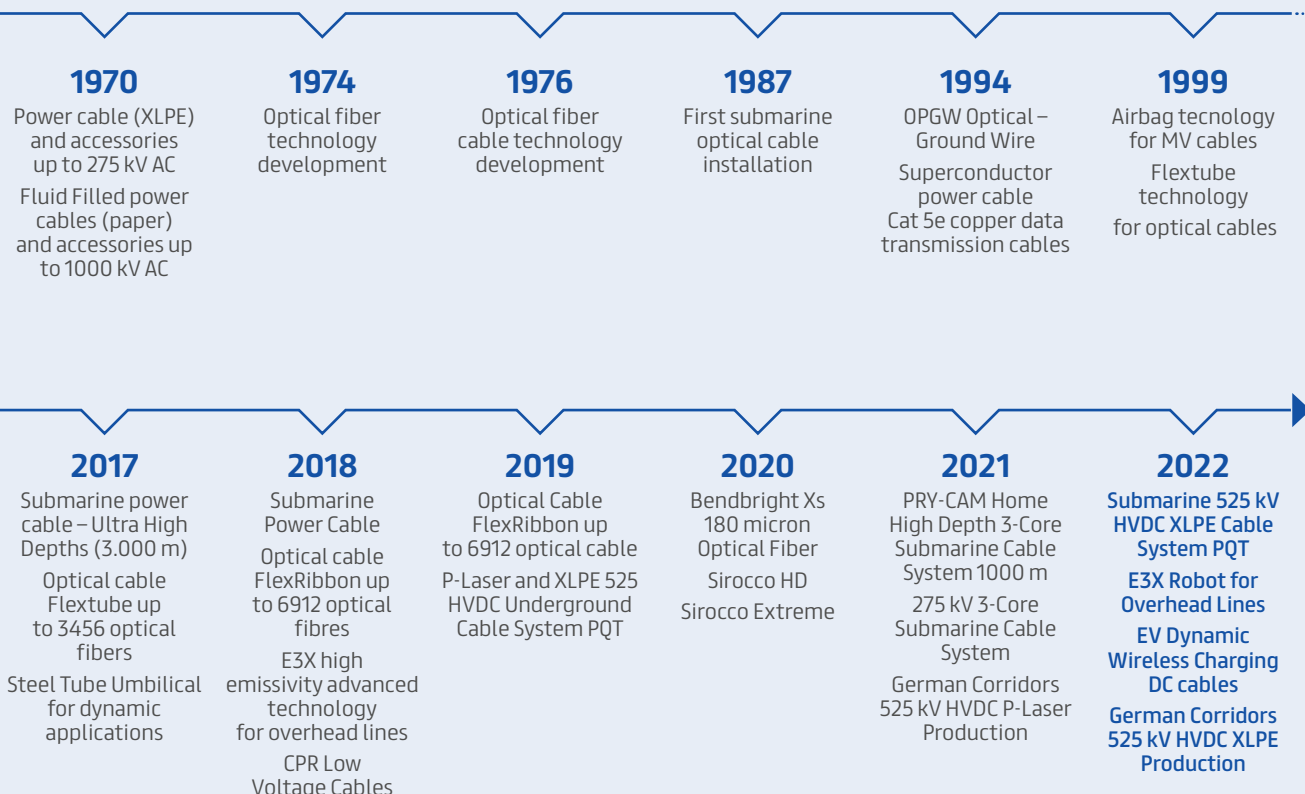 1970
Power cable (XLPE)
and accessories
up to 275 kV AC
Fluid Filled power
cables (paper)
and accessories up
to 1000 kV AC
1974
Optical fiber
technology
development
1976
Optical fiber
cable technology
development
1987
First submarine
optical cable
installation
1994
OPGW Optical –
Ground Wire
Superconductor
power cable
Cat 5e copper data
transmission cables
1999
Airbag tecnology
for MV cables
Flextube
technology
for optical cables
2017
Submarine power
cable – Ultra High
Depths (3.000 m)
Optical cable
Flextube up
to 3456 optical
fibers
Steel Tube Umbilical
for dynamic
applications
2018
Submarine
Power Cable
Optical cable
FlexRibbon up
to 6912 optical
fibres
E3X high
emissivity advanced
technology
for overhead lines
CPR Low
Voltage Cables
2019
Optical Cable
FlexRibbon up
to 6912 optical cable
P-Laser and XLPE 525
HVDC Underground
Cable System PQT
2020
Bendbright Xs
180 micron
Optical Fiber
Sirocco HD
Sirocco Extreme
2021
PRY-CAM Home
High Depth 3-Core
Submarine Cable
System 1000 m
275 kV 3-Core
Submarine Cable
System
German Corridors
525 kV HVDC P-Laser
Production
2022
Submarine 525 kV
HVDC XLPE Cable
System PQT
E3X Robot for
Overhead Lines
EV Dynamic
Wireless Charging
DC cables
German Corridors
525 kV HVDC XLPE
Production